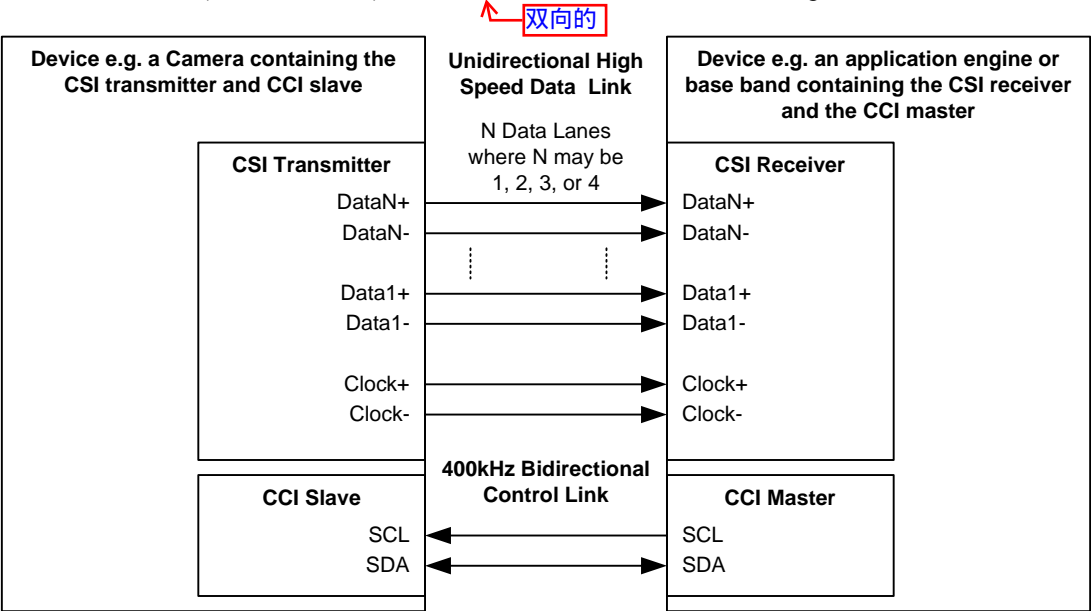 双向的
Device e.g. a Camera containing the
CSI transmitter and CCI slave
Unidirectional High
Speed Data Link
N Data Lanes
where N may be
1, 2, 3, or 4
Device e.g. an application engine or
base band containing the CSI receiver
and the CCI master
CSI Transmitter
DataN+
DataN-
Data1+
Data1-
Clock+
Clock-
CSI Receiver
DataN+
DataN-
Data1+
Data1-
Clock+
Clock-
400kHz Bidirectional
Control Link
CCI Slave
SCL
SDA
CCI Master
SCL
SDA